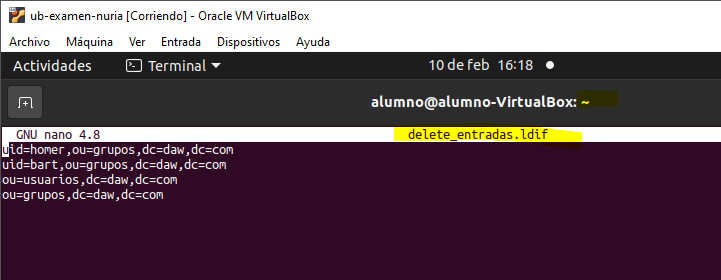 ub-examen-nuria [Corriendo] - Oracle VM VirtualBox
Archivo Máquina Ver Entrada Dispositivos Ayuda
Actividades Terminal 10 de feb 16:18
alumno@alumno-VirtualBox: ~
GNU nano 4.8 delete_entradas.ldif
uid=homer,ou=grupos,dc=daw,dc=com
uid=bart,ou=grupos,dc=daw,dc=com
ou=usuarios,dc=daw,dc=com
ou=grupos,dc=daw,dc=com